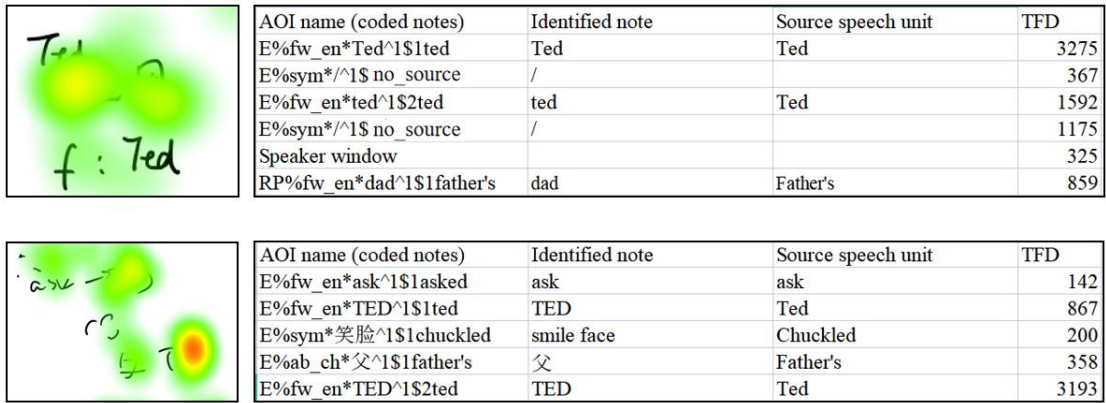 Ted
f : Ted
AOI name (coded notes) Identified note Source speech unit TFD
E%fw_en*Ted^1$1ted Ted Ted 3275
E%sym*/^1$ no_source / 367
E%fw_en*ted^1$2ted ted Ted 1592
E%sym*/^1$ no_source / 1175
Speaker window 325
RP%fw_en*dad^1$1father's dad Father's 859
ask
AOI name (coded notes) Identified note Source speech unit TFD
E%fw_en*ask^1$1asked ask ask 142
E%fw_en*TED^1$1ted TED Ted 867
E%sym*笑脸^1$1chuckled smile face Chuckled 200
E%ab_ch*父^1$1father's 父 Father's 358
E%fw_en*TED^1$2ted TED Ted 3193